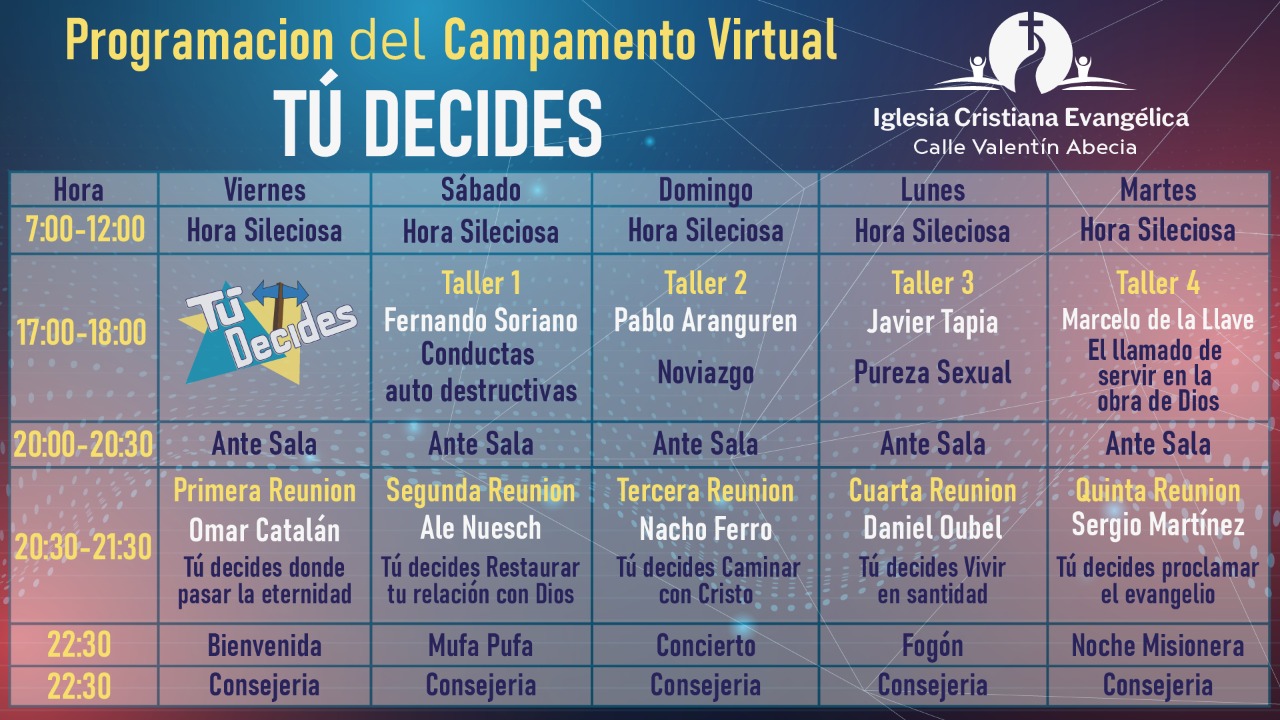 Programacion del Campamento Virtual
TÚ DECIDES
Iglesia Cristiana Evangélica
Calle Valentín Abecia
Hora Viernes Sábado Domingo Lunes Martes
7:00-12:00 Hora Sileciosa Hora Sileciosa Hora Sileciosa Hora Sileciosa Hora Sileciosa
17:00-18:00
Tú
Decides
Taller 1
Fernando Soriano
Conductas
auto destructivas
Taller 2
Pablo Aranguren
Noviazgo
Taller 3
Javier Tapia
Pureza Sexual
Taller 4
Marcelo de la Llave
El llamado de
servir en la
obra de Dios
20:00-20:30 Ante Sala Ante Sala Ante Sala Ante Sala Ante Sala
20:30-21:30
Primera Reunion
Omar Catalán
Tú decides donde
pasar la eternidad
Segunda Reunion
Ale Nuesch
Tú decides Restaurar
tu relación con Dios
Tercera Reunion
Nacho Ferro
Tú decides Caminar
con Cristo
Cuarta Reunion
Daniel Oubel
Tú decides Vivir
en santidad
Quinta Reunion
Sergio Martínez
Tú decides proclamar
el evangelio
22:30 Bienvenida Mufa Pufa Concierto Fogón Noche Misionera
22:30 Consejeria Consejeria Consejeria Consejeria Consejeria